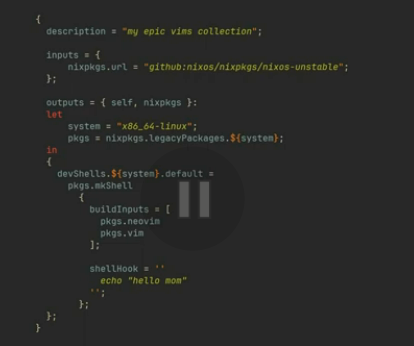 {
  description = "my epic vims collection";
  inputs = {
      nixpkgs.url = "github:nixos/nixpkgs/nixos-unstable";
  };
  outputs = { self, nixpkgs }:
  let
      system = "x86_64-linux";
      pkgs = nixpkgs.legacyPackages.${system};
  in
  {
    devShells.${system}.default =
      pkgs.mkShell
        {
          buildInputs = [
            pkgs.neovim
            pkgs.vim
          ];
          shellHook = ''
            echo "hello mom"
          '';
        };
  };
}